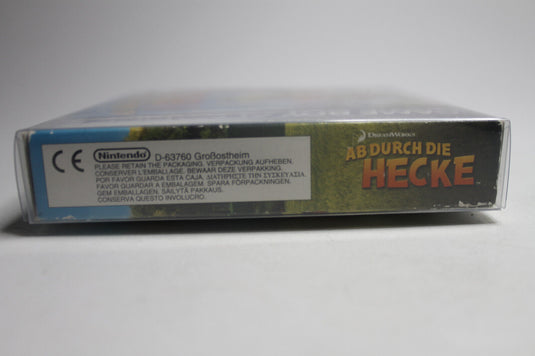 CE
Nintendo D-63760 Großostheim
PLEASE RETAIN THE PACKAGING. VERPACKUNG AUFHEBEN.
CONSERVER L'EMBALLAGE. BEWAAR DEZE VERPAKKING.
POR FAVOR GUARDA ESTA CAJA. ΔΙΑΤΗΡΗΣΤΕ ΤΗΝ ΣΥΣΚΕΥΑΣΙΑ.
FAVOR GUARDAR A EMBALAGEM. SPARA FÖRPACKNINGEN.
GEM EMBALLAGEN. SÄILYTÄ PAKKAUS.
CONSERVA QUESTO INVOLUCRO.
DREAMWORKS
AB DURCH DIE
HECKE